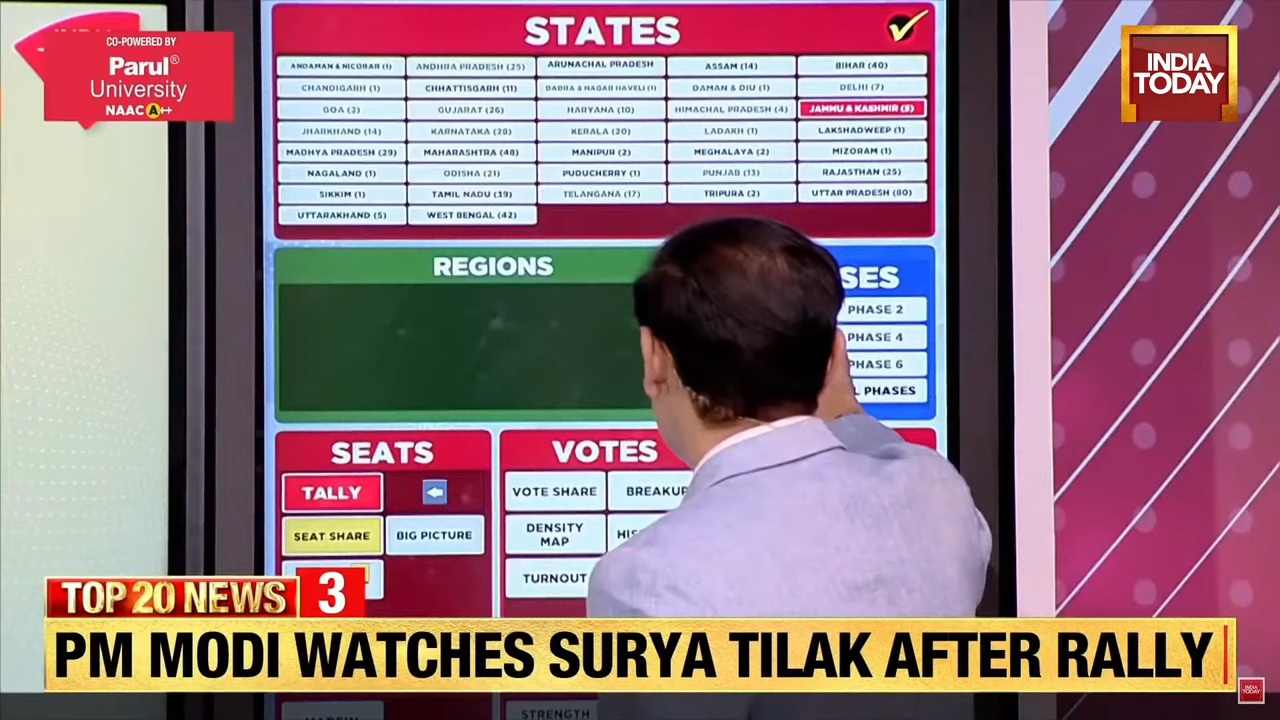 CO-POWERED BY
Parul®
University
NAAC A++
STATES
INDIA
TODAY
ANDAMAN & NICOBAR (1) ANDHRA PRADESH (25) ARUNACHAL PRADESH ASSAM (14) BIHAR (40)
CHANDIGARH (1) CHHATTISGARH (11) DADRA & NAGAR HAVELI (1) DAMAN & DIU (1) DELHI (7)
GOA (2) GUJARAT (26) HARYANA (10) HIMACHAL PRADESH (4) JAMMU & KASHMIR (5)
JHARKHAND (14) KARNATAKA (28) KERALA (20) LADAKH (1) LAKSHADWEEP (1)
MADHYA PRADESH (29) MAHARASHTRA (48) MANIPUR (2) MEGHALAYA (2) MIZORAM (1)
NAGALAND (1) ODISHA (21) PUDUCHERRY (1) PUNJAB (13) RAJASTHAN (25)
SIKKIM (1) TAMIL NADU (39) TELANGANA (17) TRIPURA (2) UTTAR PRADESH (80)
UTTARAKHAND (5) WEST BENGAL (42)
REGIONS
SES
PHASE 2
PHASE 4
PHASE 6
L PHASES
SEATS
TALLY
SEAT SHARE BIG PICTURE
VOTES
VOTE SHARE BREAKUP
DENSITY
MAP
HIS
TURNOUT
TOP 20 NEWS 3
PM MODI WATCHES SURYA TILAK AFTER RALLY
STRENGTH
INDIA
TODAY